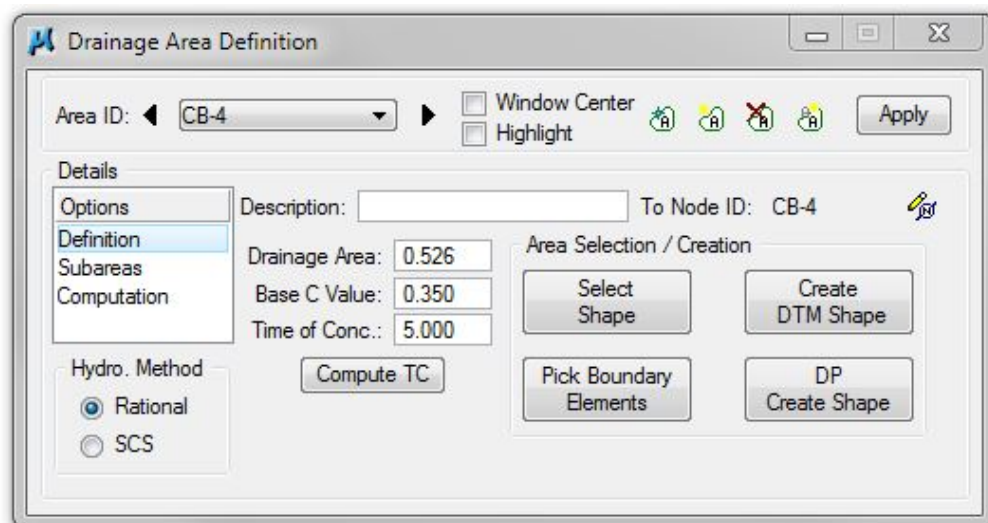 Drainage Area Definition
Area ID: CB-4
Window Center
Highlight
Apply
Details
Options
Definition
Subareas
Computation
Description:
To Node ID: CB-4
Drainage Area: 0.526
Base C Value: 0.350
Time of Conc.: 5.000
Compute TC
Area Selection / Creation
Select
Shape
Create
DTM Shape
Pick Boundary
Elements
DP
Create Shape
Hydro. Method
Rational
SCS